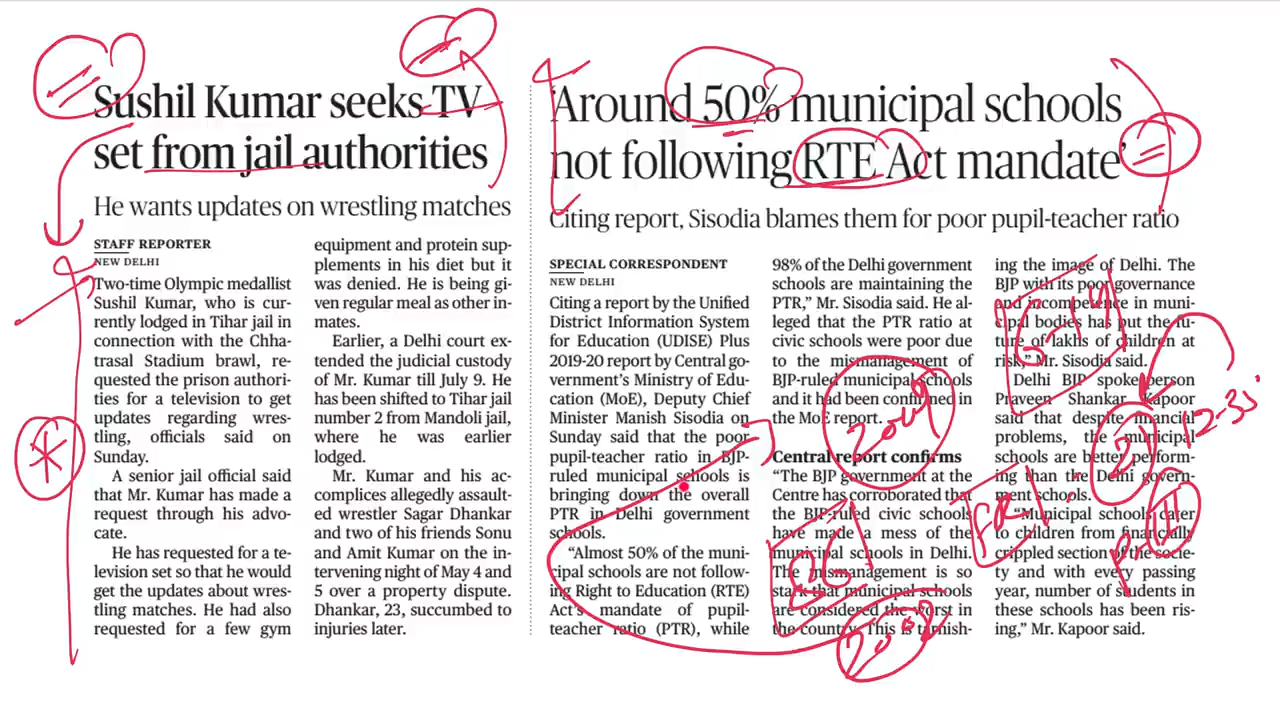 Sushil Kumar seeks TV
set from jail authorities
He wants updates on wrestling matches
STAFF REPORTER
NEW DELHI
Two-time Olympic medallist
Sushil Kumar, who is cur-
rently lodged in Tihar jail in
connection with the Chha-
trasal Stadium brawl, re-
quested the prison authori-
ties for a television to get
updates regarding wres-
tling, officials said on
Sunday.
A senior jail official said
that Mr. Kumar has made a
request through his advo-
cate.
He has requested for a te-
levision set so that he would
get the updates about wres-
tling matches. He had also
requested for a few gym
equipment and protein sup-
plements in his diet but it
was denied. He is being gi-
ven regular meal as other in-
mates.
Earlier, a Delhi court ex-
tended the judicial custody
of Mr. Kumar till July 9. He
has been shifted to Tihar jail
number 2 from Mandoli jail,
where he was earlier
lodged.
Mr. Kumar and his ac-
complices allegedly assault-
ed wrestler Sagar Dhankar
and two of his friends Sonu
and Amit Kumar on the in-
tervening night of May 4 and
5 over a property dispute.
Dhankar, 23, succumbed to
injuries later.
‘Around 50% municipal schools
not following RTE Act mandate’
Citing report, Sisodia blames them for poor pupil-teacher ratio
SPECIAL CORRESPONDENT
NEW DELHI
Citing a report by the Unified
District Information System
for Education (UDISE) Plus
2019-20 report by Central go-
vernment’s Ministry of Edu-
cation (MoE), Deputy Chief
Minister Manish Sisodia on
Sunday said that the poor
pupil-teacher ratio in BJP-
ruled municipal schools is
bringing down the overall
PTR in Delhi government
schools.
“Almost 50% of the muni-
cipal schools are not follow-
ing Right to Education (RTE)
Act’s mandate of pupil-
teacher ratio (PTR), while
98% of the Delhi government
schools are maintaining the
PTR,” Mr. Sisodia said. He al-
leged that the PTR ratio at
civic schools were poor due
to the mismanagement of
BJP-ruled municipal schools
and it had been confirmed in
the MoE report.
Central report confirms
“The BJP government at the
Centre has corroborated that
the BJP-ruled civic schools
have made a mess of the
municipal schools in Delhi.
The mismanagement is so
stark that municipal schools
are considered the worst in
the country. This is tarnish-
ing the image of Delhi. The
BJP with its poor governance
and incompetence in muni-
cipal bodies has put the fu-
ture of lakhs of children at
risk,” Mr. Sisodia said.
Delhi BJP spokesperson
Praveen Shankar Kapoor
said that despite financial
problems, the municipal
schools are better perform-
ing than the Delhi govern-
ment schools.
“Municipal schools cater
to children from financially
crippled section of the socie-
ty and with every passing
year, number of students in
these schools has been ris-
ing,” Mr. Kapoor said.
6-14
2009
21
12-35
FR
P-III
2002